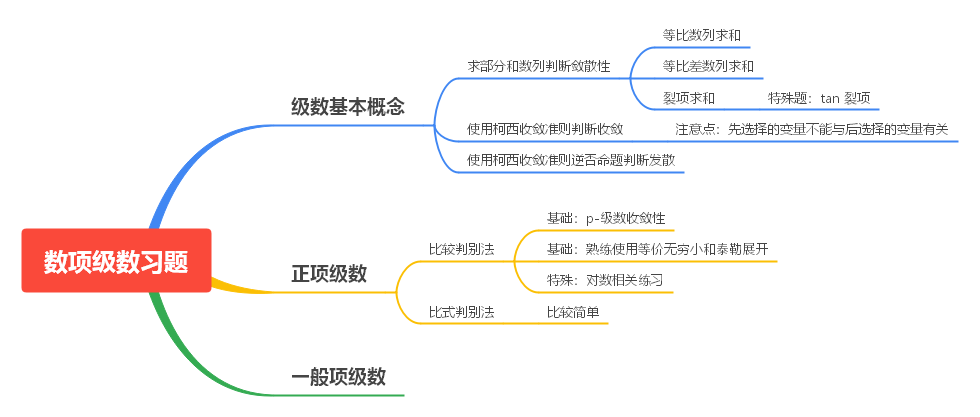 数项级数习题
级数基本概念
求部分和数列判断敛散性
等比数列求和
等比差数列求和
裂项求和
特殊题：tan 裂项
使用柯西收敛准则判断收敛
注意点：先选择的变量不能与后选择的变量有关
使用柯西收敛准则逆否命题判断发散
正项级数
比较判别法
基础：p-级数收敛性
基础：熟练使用等价无穷小和泰勒展开
特殊：对数相关练习
比式判别法
比较简单
一般项级数